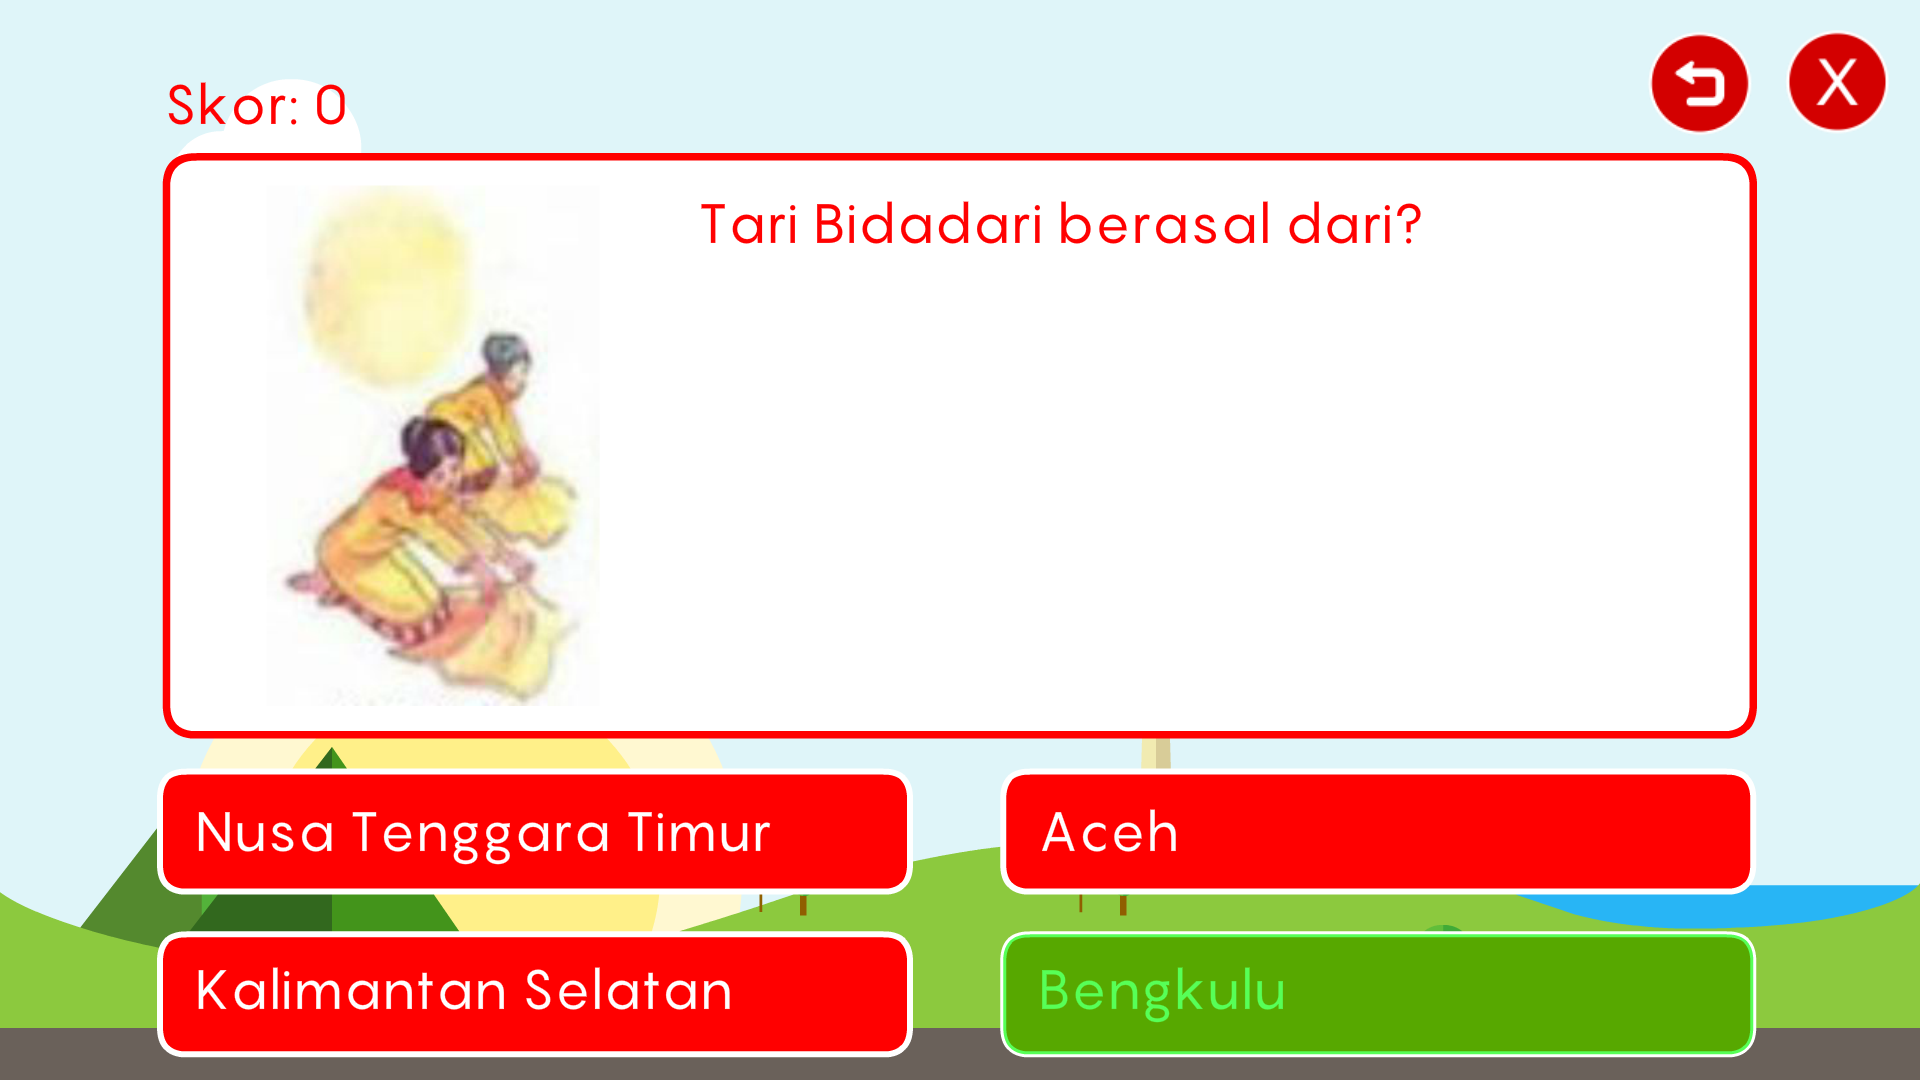 Skor: 0
X
Tari Bidadari berasal dari?
Nusa Tenggara Timur
Aceh
Kalimantan Selatan
Bengkulu